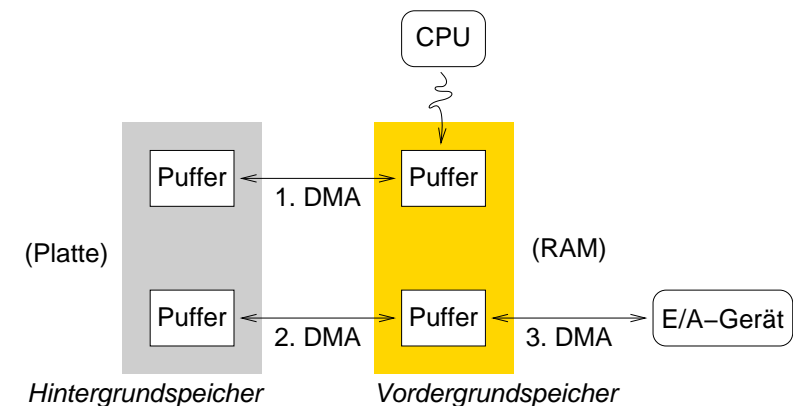 CPU
Puffer
Puffer
1. DMA
(Platte)
(RAM)
Puffer
Puffer
E/A−Gerät
2. DMA
3. DMA
Hintergrundspeicher
Vordergrundspeicher